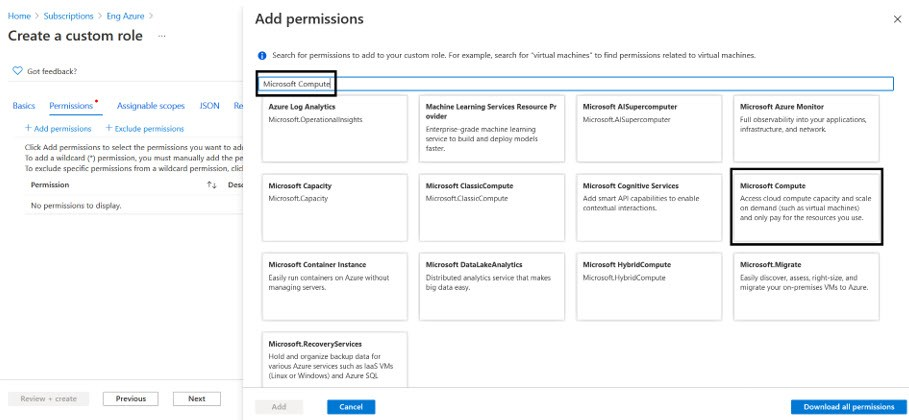 Home > Subscriptions > Eng Azure >
Create a custom role ...
Got feedback?
Basics Permissions Assignable scopes JSON Re
+ Add permissions + Exclude permissions
Click Add permissions to select the permissions you want to add
To add a wildcard (*) permission, you must manually add the pe
To exclude specific permissions from a wildcard permission, click
Permission ↑↓ Desc
No permissions to display.
Review + create Previous Next
Add permissions
Search for permissions to add to your custom role. For example, search for "virtual machines" to find permissions related to virtual machines.
Microsoft Compute
Azure Log Analytics
Microsoft.OperationalInsights
Machine Learning Services Resource Pr
ovider
Enterprise-grade machine learning
service to build and deploy models
faster.
Microsoft AISupercomputer
Microsoft.AISupercomputer
Microsoft Azure Monitor
Full observability into your applications,
infrastructure, and network.
Microsoft Capacity
Microsoft.Capacity
Microsoft ClassicCompute
Microsoft.ClassicCompute
Microsoft Cognitive Services
Add smart API capabilities to enable
contextual interactions.
Microsoft Compute
Access cloud compute capacity and scale
on demand (such as virtual machines)
and only pay for the resources you use.
Microsoft Container Instance
Easily run containers on Azure without
managing servers.
Microsoft DataLakeAnalytics
Distributed analytics service that makes
big data easy.
Microsoft HybridCompute
Microsoft.HybridCompute
Microsoft.Migrate
Easily discover, assess, right-size, and
migrate your on-premises VMs to Azure.
Microsoft.RecoveryServices
Hold and organize backup data for
various Azure services such as IaaS VMs
(Linux or Windows) and Azure SQL
Add Cancel Download all permissions